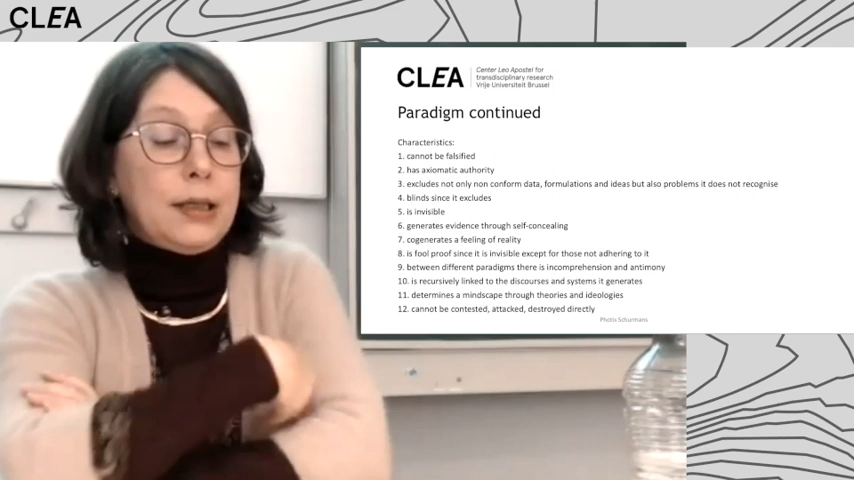 CLEA
CLEA
Center Leo Apostel for
transdisciplinary research
Vrije Universiteit Brussel
Paradigm continued
Characteristics:
1. cannot be falsified
2. has axiomatic authority
3. excludes not only non conform data, formulations and ideas but also problems it does not recognise
4. blinds since it excludes
5. is invisible
6. generates evidence through self-concealing
7. cogenerates a feeling of reality
8. is fool proof since it is invisible except for those not adhering to it
9. between different paradigms there is incomprehension and antimony
10. is recursively linked to the discourses and systems it generates
11. determines a mindscape through theories and ideologies
12. cannot be contested, attacked, destroyed directly
Photis Schurmans